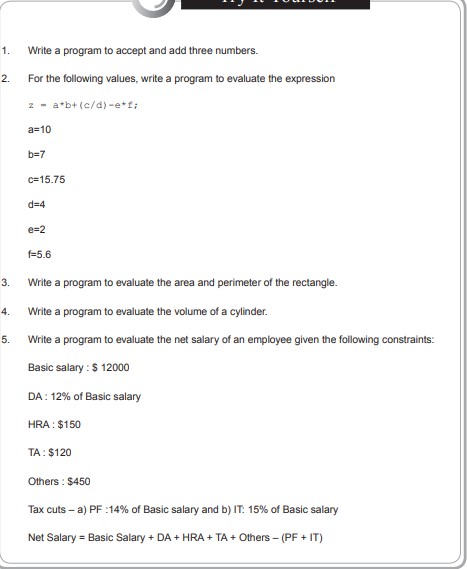 1. Write a program to accept and add three numbers.
2. For the following values, write a program to evaluate the expression
z = a*b+(c/d)-e*f;
a=10
b=7
c=15.75
d=4
e=2
f=5.6
3. Write a program to evaluate the area and perimeter of the rectangle.
4. Write a program to evaluate the volume of a cylinder.
5. Write a program to evaluate the net salary of an employee given the following constraints:
Basic salary : $ 12000
DA : 12% of Basic salary
HRA : $150
TA : $120
Others : $450
Tax cuts – a) PF :14% of Basic salary and b) IT: 15% of Basic salary
Net Salary = Basic Salary + DA + HRA + TA + Others – (PF + IT)